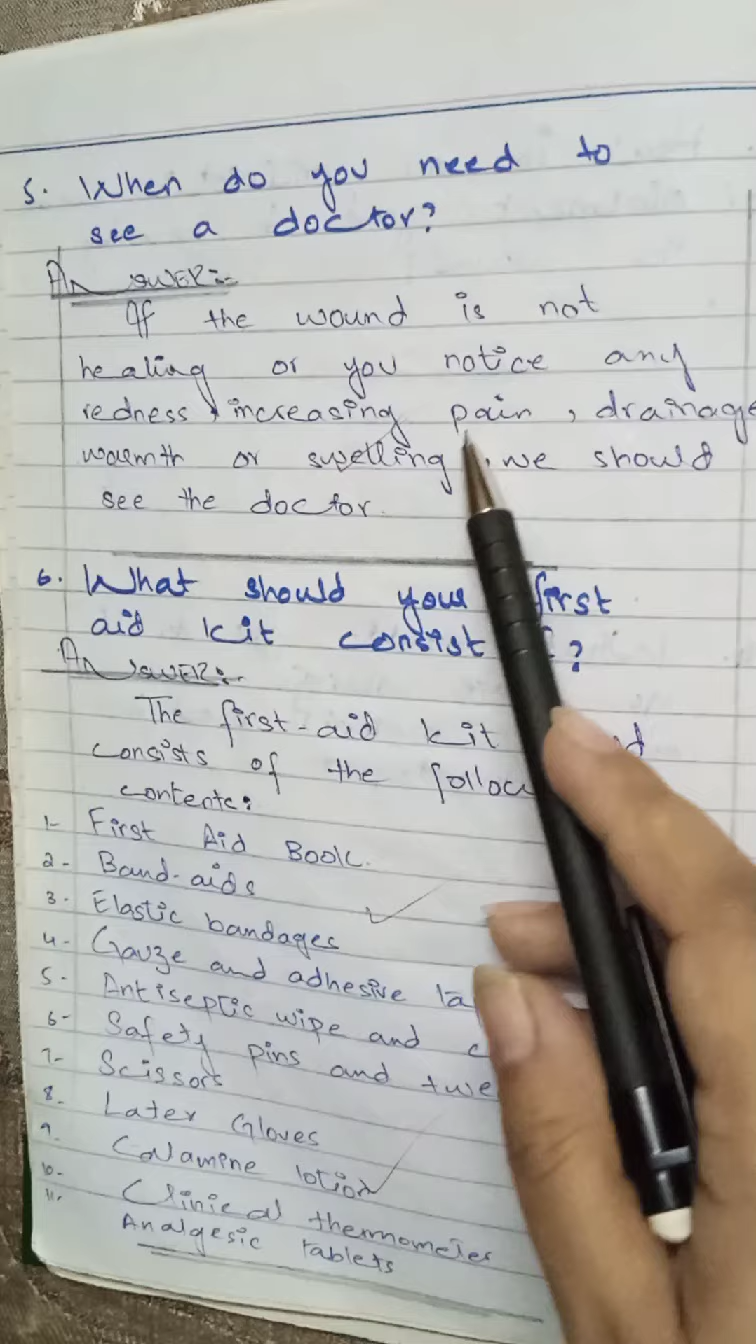 5. When do you need to
see a doctor?
ANSWER:-
If the wound is not
healing or you notice any
redness, increasing pain, drainage
warmth or swelling, we should
see the doctor.
6. What should your first
aid kit consist ?
ANSWER:-
The first-aid kit
consists of the
contents:
1- First Aid Book.
2- Band-aids
3. Elastic bandages
4- Gauze and adhesive
5- Antiseptic wipe and
6- Safety pins and
7- Scissors
8. Later Gloves
9. Calamine lotion
10- Clinical thermometer
11. Analgesic tablets